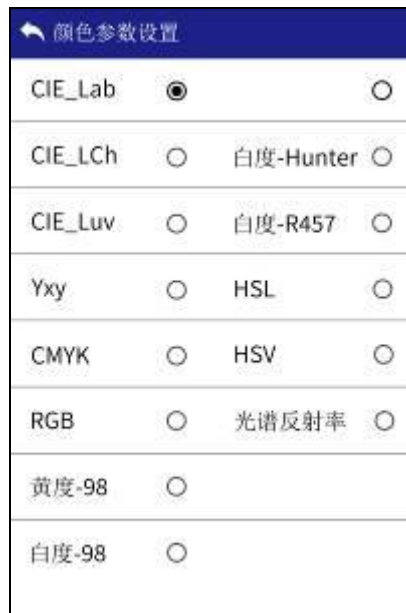 颜色参数设置
CIE_Lab
CIE_LCh 白度-Hunter
CIE_Luv 白度-R457
Yxy HSL
CMYK HSV
RGB 光谱反射率
黄度-98
白度-98